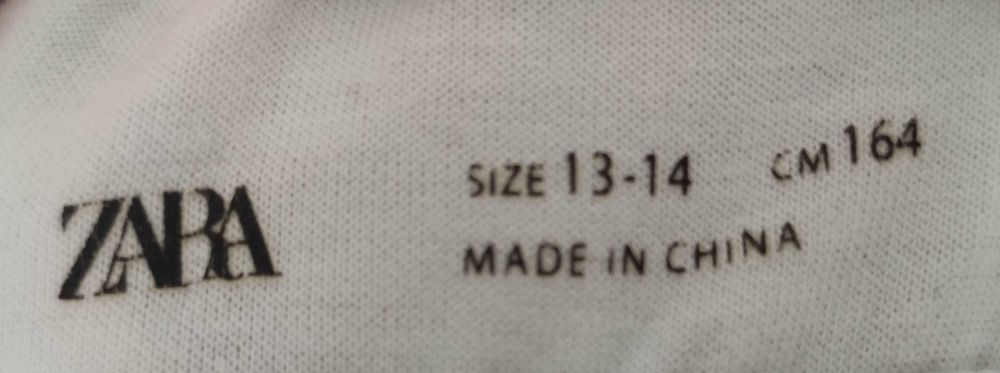 ZARA
SIZE 13-14 CM 164
MADE IN CHINA